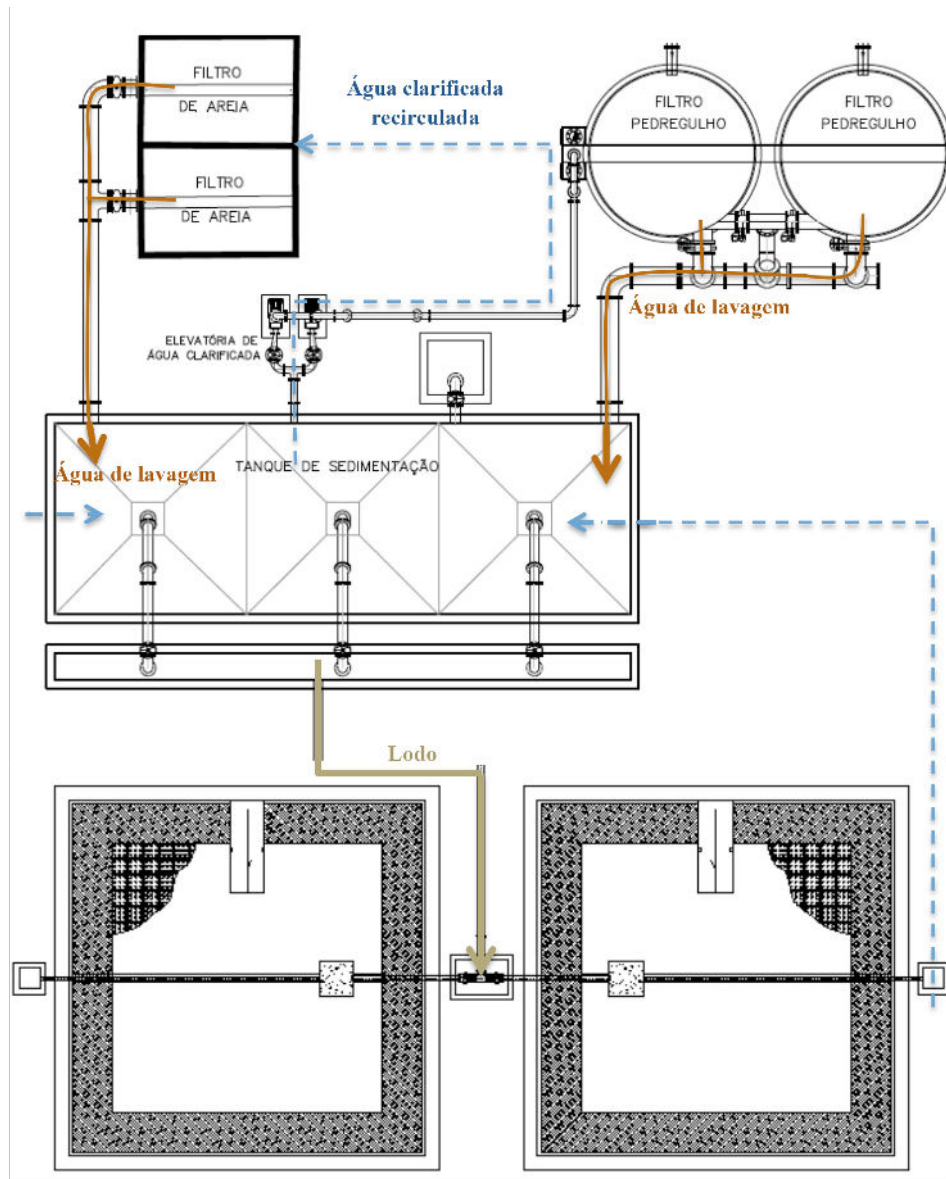 FILTRO
DE AREIA
FILTRO
DE AREIA
Água clarificada
recirculada
FILTRO
PEDREGULHO
FILTRO
PEDREGULHO
Água de lavagem
ELEVATÓRIA DE
ÁGUA CLARIFICADA
TANQUE DE SEDIMENTAÇÃO
Água de lavagem
Lodo